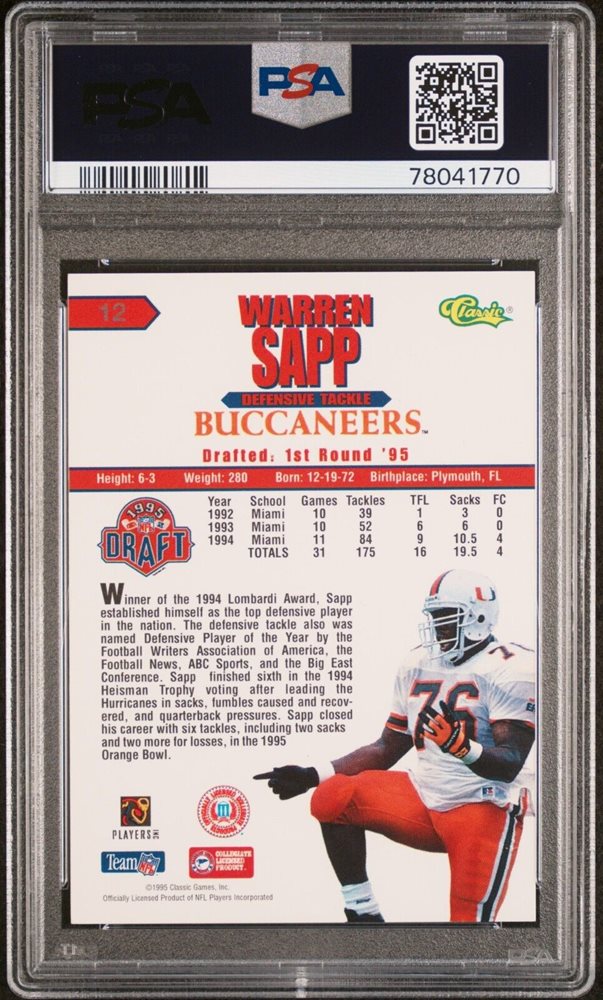 PSA
PSA
78041770
12
WARREN
SAPP
Classic®
DEFENSIVE TACKLE
BUCCANEERS™
Drafted: 1st Round '95
Height: 6-3 Weight: 280 Born: 12-19-72 Birthplace: Plymouth, FL
1995
NFL
DRAFT
Year School Games Tackles TFL Sacks FC
1992 Miami 10 39 1 3 0
1993 Miami 10 52 6 6 0
1994 Miami 11 84 9 10.5 4
TOTALS 31 175 16 19.5 4
Winner of the 1994 Lombardi Award, Sapp
established himself as the top defensive player
in the nation. The defensive tackle also was
named Defensive Player of the Year by the
Football Writers Association of America, the
Football News, ABC Sports, and the Big East
Conference. Sapp finished sixth in the 1994
Heisman Trophy voting after leading the
Hurricanes in sacks, fumbles caused and recov-
ered, and quarterback pressures. Sapp closed
his career with six tackles, including two sacks
and two more for losses, in the 1995
Orange Bowl.
76
76
PLAYERS INC
Team NFL
COLLEGIATE
LICENSED
PRODUCT
©1995 Classic Games, Inc.
Officially Licensed Product of NFL Players Incorporated
PSA